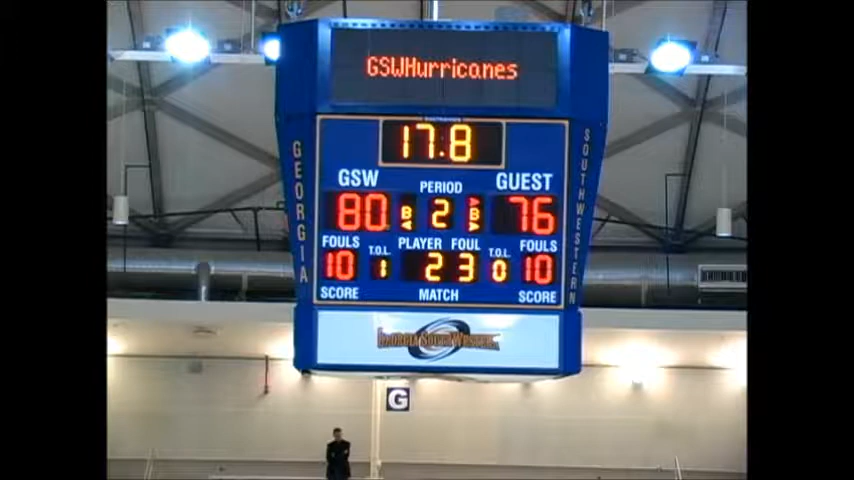 GSWHurricanes
17.8
GSW PERIOD GUEST
80 B 2 B 76
FOULS PLAYER FOUL FOULS
T.O.L. T.O.L.
10 1 2 3 0 10
SCORE MATCH SCORE
GEORGIA
SOUTHWESTERN
GEORGIA SOUTHWESTERN
G